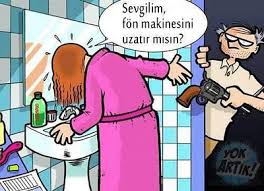 Sevgilim,
fön makinesini
uzatır mısın?
YOK
ARTIK!